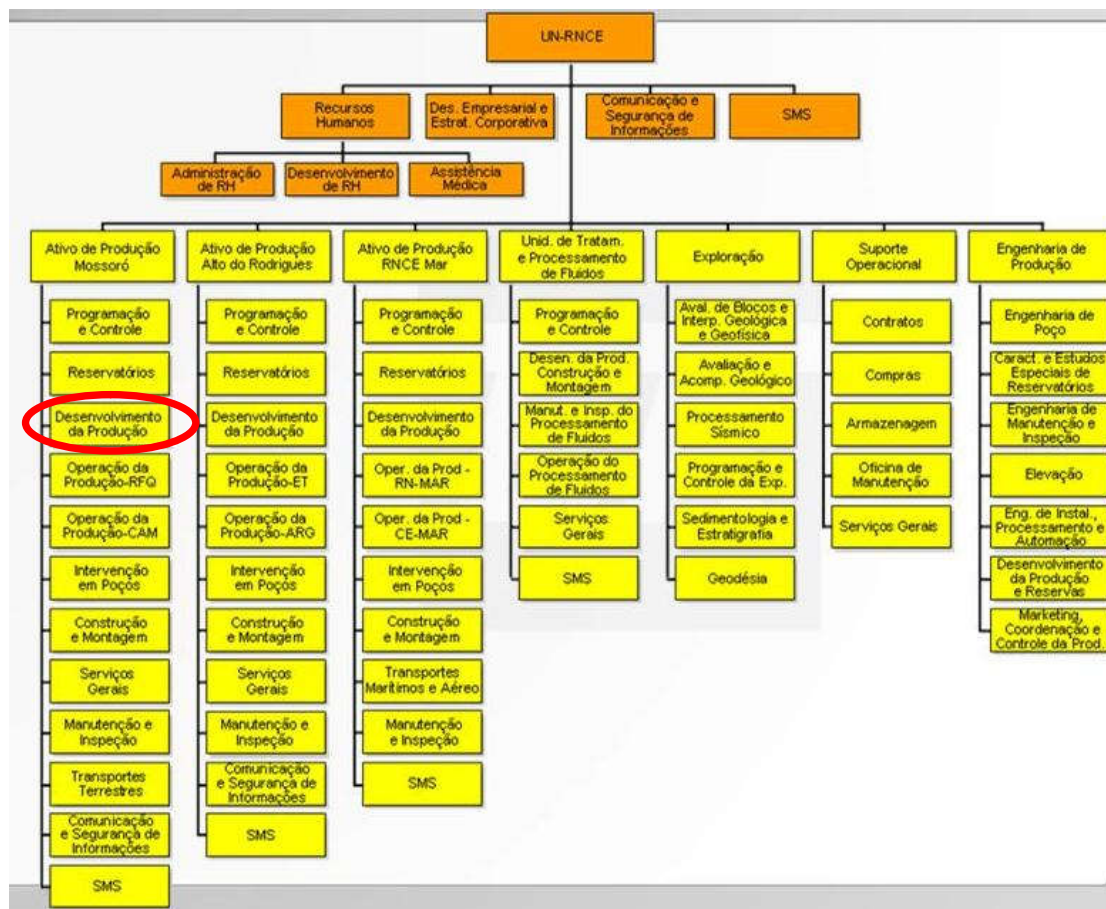 UN-RNCE
Recursos
Humanos
Des. Empresarial e
Estrat. Corporativa
Comunicação e
Segurança de
Informações
SMS
Administração
de RH
Desenvolvimento
de RH
Assistência
Médica
Ativo de Produção
Mossoró
Programação
e Controle
Reservatórios
Desenvolvimento
da Produção
Operação da
Produção-RFQ
Operação da
Produção-CAM
Intervenção
em Poços
Construção
e Montagem
Serviços
Gerais
Manutenção e
Inspeção
Transportes
Terrestres
Comunicação
e Segurança de
Informações
SMS
Ativo de Produção
Alto do Rodrigues
Programação
e Controle
Reservatórios
Desenvolvimento
da Produção
Operação da
Produção-ET
Operação da
Produção-ARG
Intervenção
em Poços
Construção
e Montagem
Serviços
Gerais
Manutenção e
Inspeção
Comunicação
e Segurança de
Informações
SMS
Ativo de Produção
RNCE Mar
Programação
e Controle
Reservatórios
Desenvolvimento
da Produção
Oper. da Prod -
RN-MAR
Oper. da Prod -
CE-MAR
Intervenção
em Poços
Construção
e Montagem
Transportes
Marítimos e Aéreo
Manutenção
e Inspeção
SMS
Unid. de Tratam.
e Processamento
de Fluidos
Programação
e Controle
Desen. da Prod.
Construção e
Montagem
Manut. e Insp. do
Processamento
de Fluidos
Operação do
Processamento
de Fluidos
Serviços
Gerais
SMS
Exploração
Aval. de Blocos e
Interp. Geológica
e Geofísica
Avaliação e
Acomp. Geológico
Processamento
Sísmico
Programação e
Controle da Exp.
Sedimentologia e
Estratigrafia
Geodésia
Suporte
Operacional
Contratos
Compras
Armazenagem
Oficina de
Manutenção
Serviços Gerais
Engenharia de
Produção
Engenharia de
Poço
Caract. e Estudos
Especiais de
Reservatórios
Engenharia de
Manutenção e
Inspeção
Elevação
Eng. de Instal.,
Processamento e
Automação
Desenvolvimento
da Produção
e Reservas
Marketing,
Coordenação e
Controle da Prod.